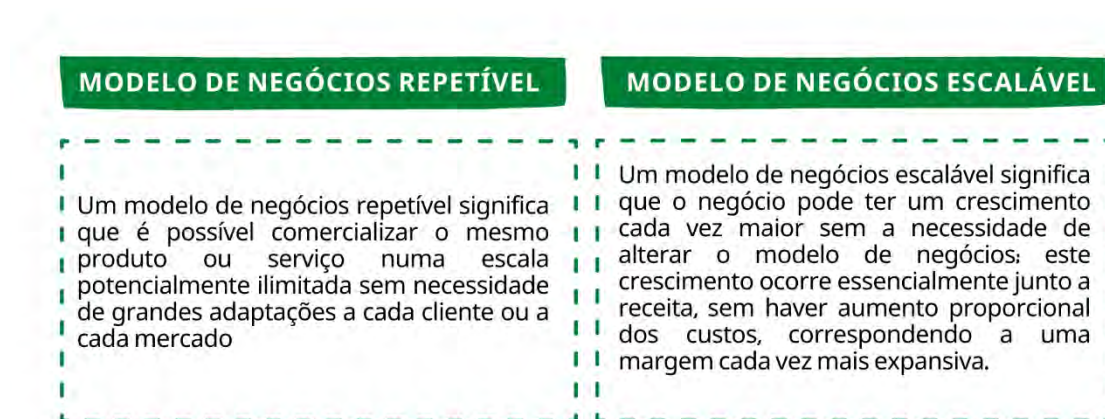 MODELO DE NEGÓCIOS REPETÍVEL
Um modelo de negócios repetível significa
que é possível comercializar o mesmo
produto ou serviço numa escala
potencialmente ilimitada sem necessidade
de grandes adaptações a cada cliente ou a
cada mercado
MODELO DE NEGÓCIOS ESCALÁVEL
Um modelo de negócios escalável significa
que o negócio pode ter um crescimento
cada vez maior sem a necessidade de
alterar o modelo de negócios; este
crescimento ocorre essencialmente junto a
receita, sem haver aumento proporcional
dos custos, correspondendo a uma
margem cada vez mais expansiva.